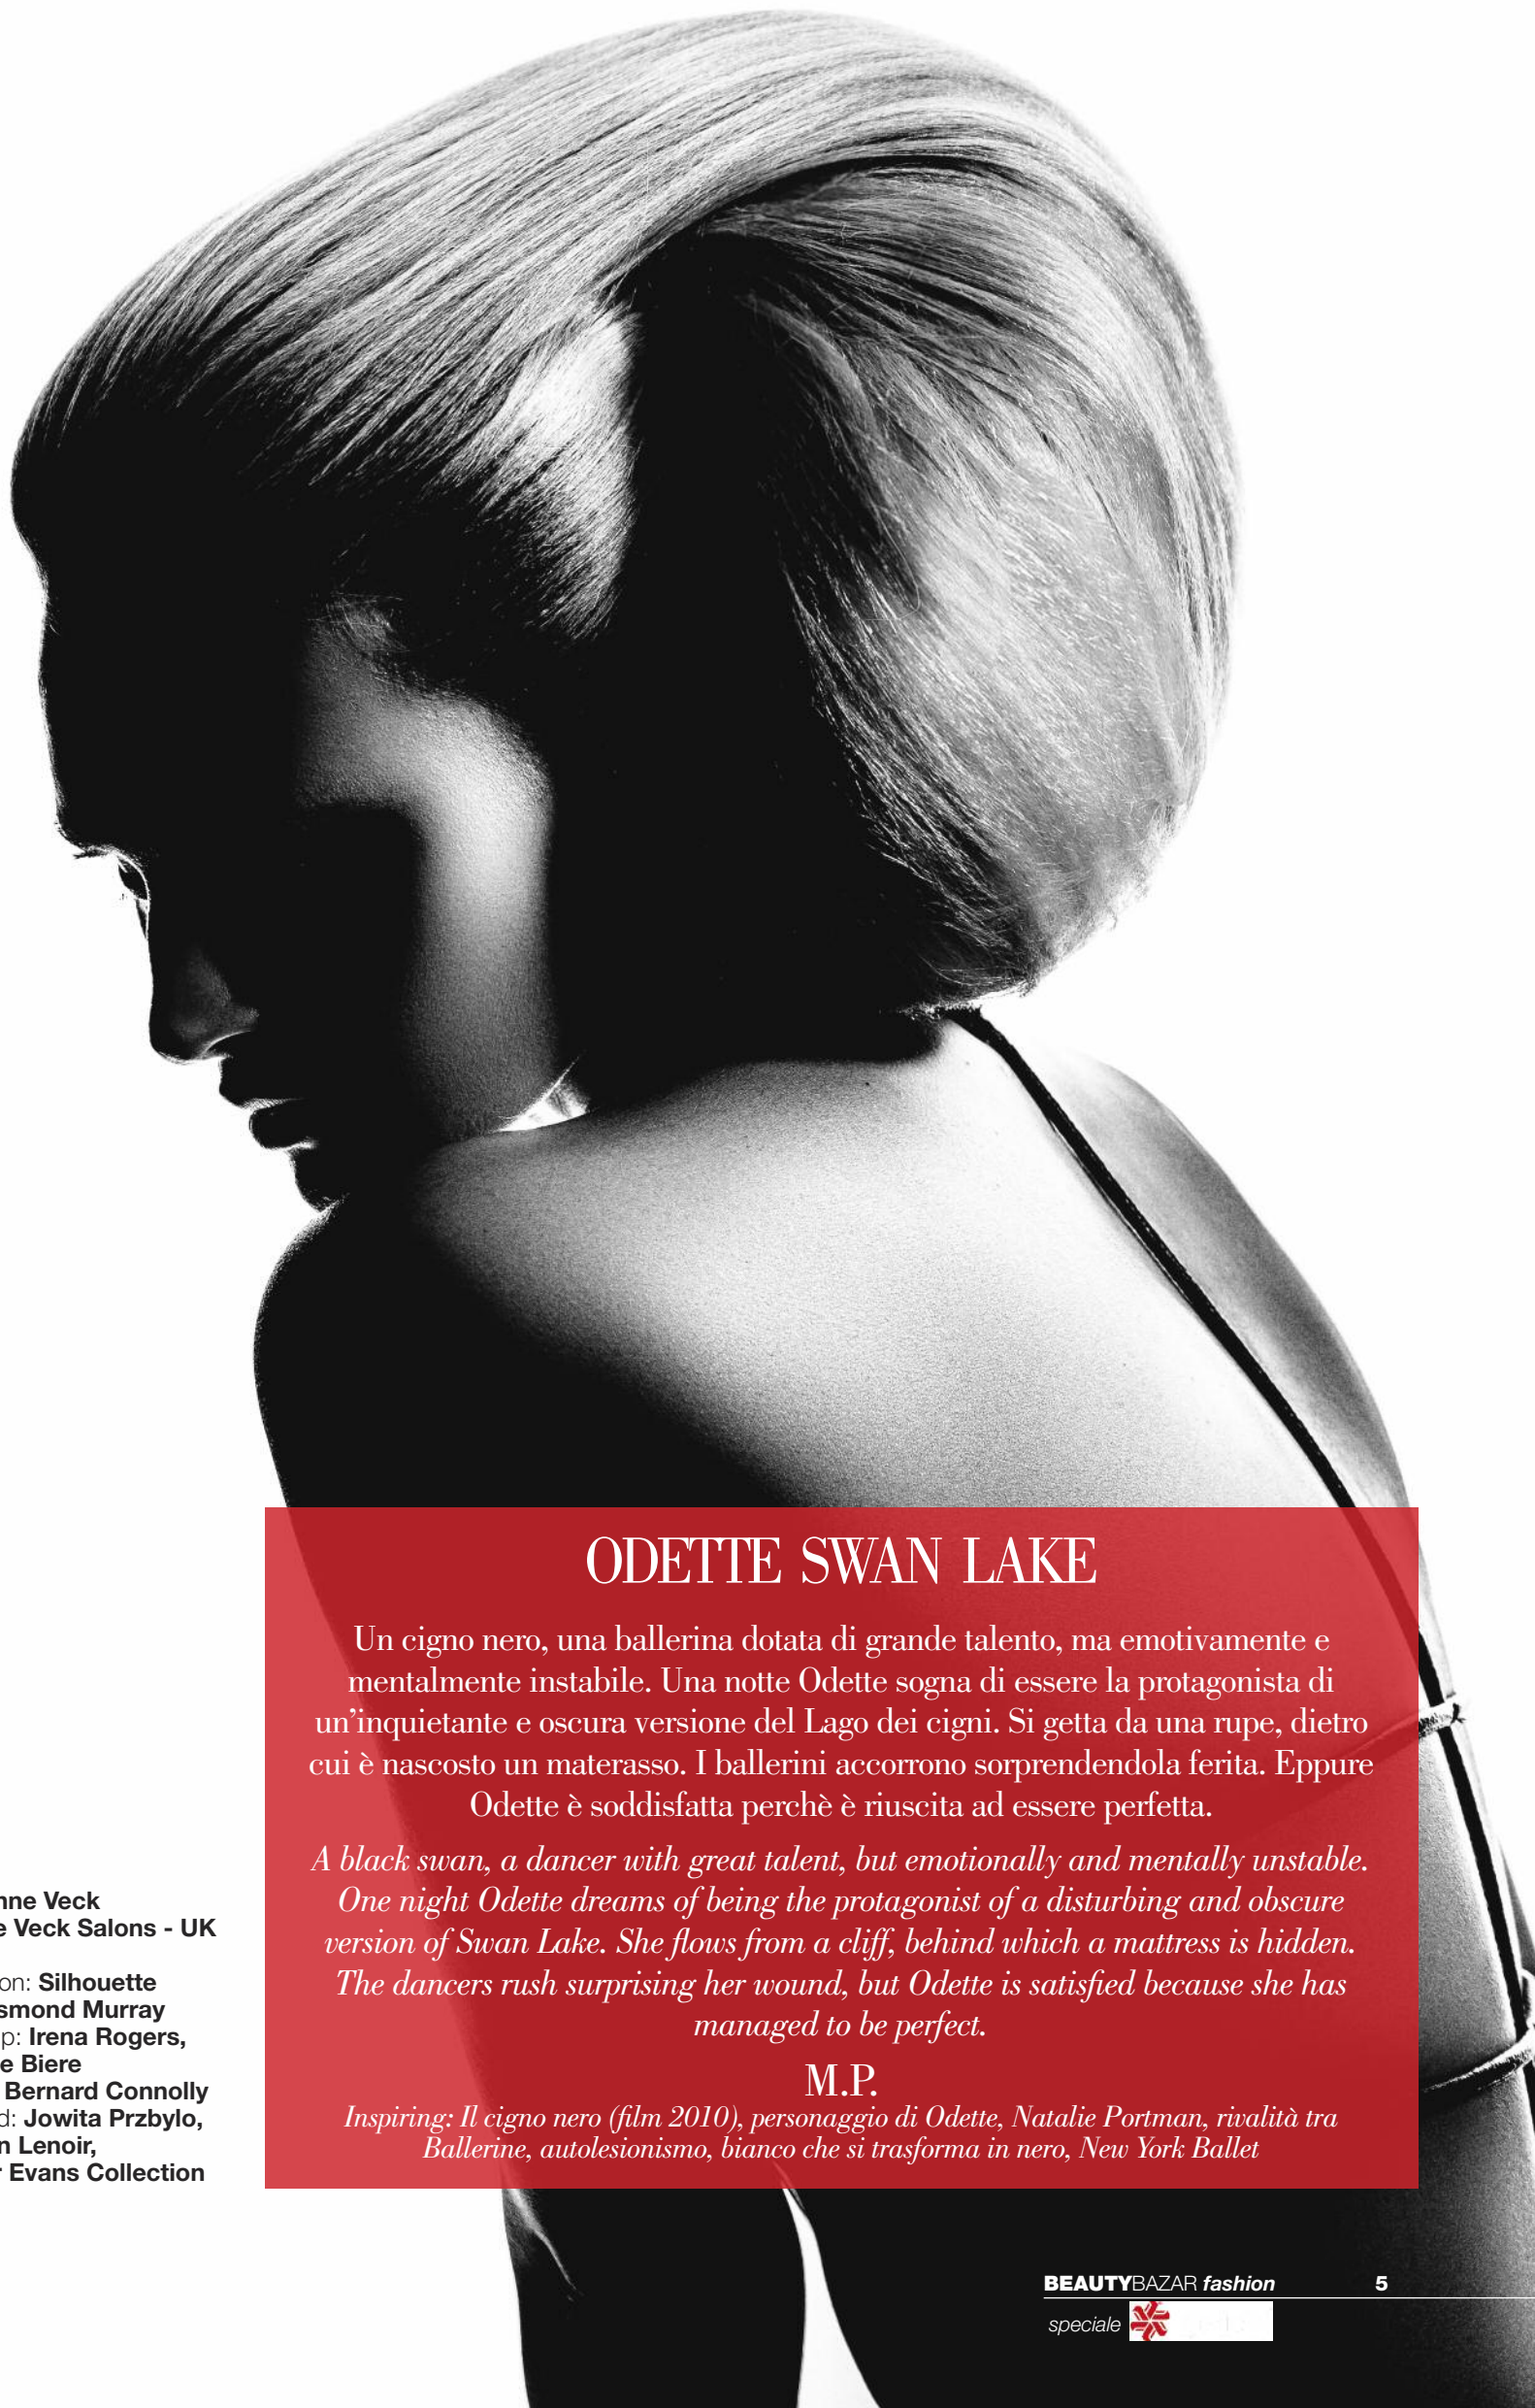 ODETTE SWAN LAKE
Un cigno nero, una ballerina dotata di grande talento, ma emotivamente e
mentalmente instabile. Una notte Odette sogna di essere la protagonista di
un’inquietante e oscura versione del Lago dei cigni. Si getta da una rupe, dietro
cui è nascosto un materasso. I ballerini accorrono sorprendendola ferita. Eppure
Odette è soddisfatta perchè è riuscita ad essere perfetta.
A black swan, a dancer with great talent, but emotionally and mentally unstable.
One night Odette dreams of being the protagonist of a disturbing and obscure
version of Swan Lake. She flows from a cliff, behind which a mattress is hidden.
The dancers rush surprising her wound, but Odette is satisfied because she has
managed to be perfect.
M.P.
Inspiring: Il cigno nero (film 2010), personaggio di Odette, Natalie Portman, rivalità tra
Ballerine, autolesionismo, bianco che si trasforma in nero, New York Ballet
nne Veck
e Veck Salons - UK
on: Silhouette
smond Murray
p: Irena Rogers,
e Biere
Bernard Connolly
d: Jowita Przbylo,
n Lenoir,
r Evans Collection
BEAUTYBAZAR fashion 5
speciale